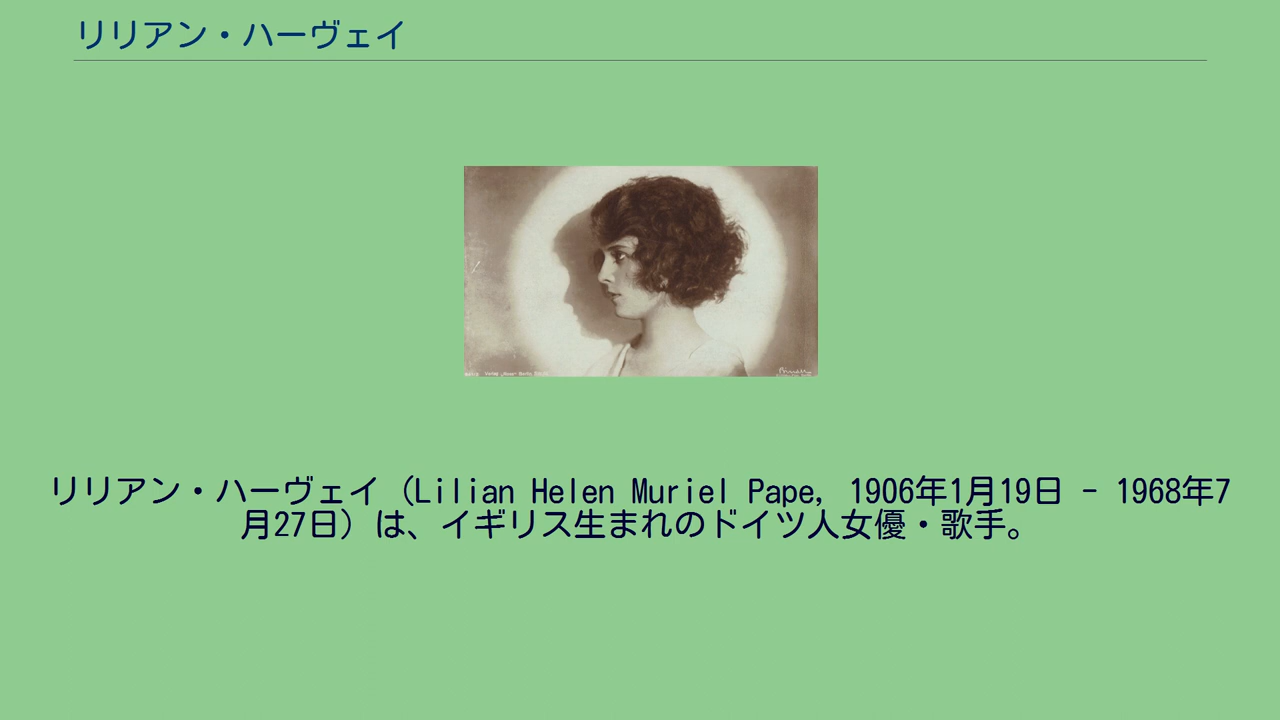 リリアン・ハーヴェイ
リリアン・ハーヴェイ（Lilian Helen Muriel Pape, 1906年1月19日 - 1968年7
月27日）は、イギリス生まれのドイツ人女優・歌手。